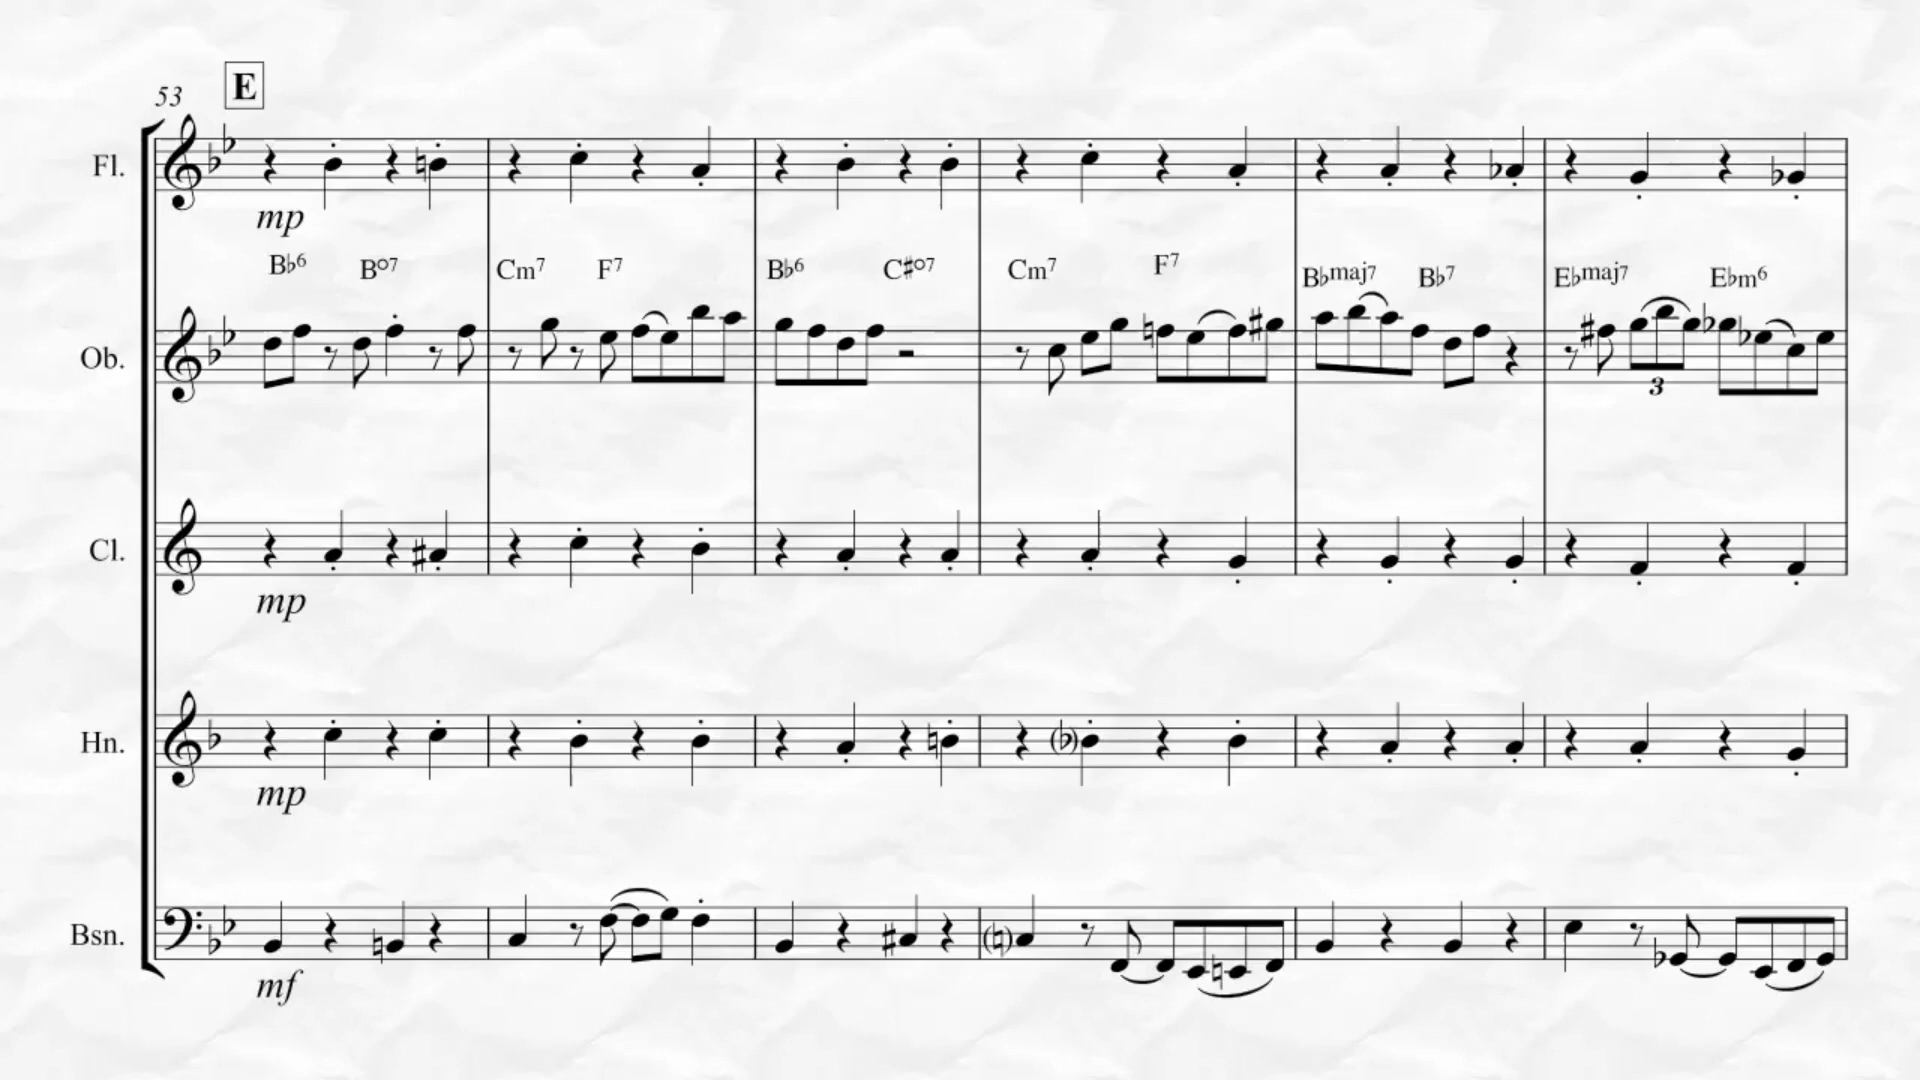 E
53
Fl.
mp
B♭6 B°7 Cm7 F7 B♭6 C♯°7 Cm7 F7 B♭maj7 B♭7 E♭maj7 E♭m6
Ob.
3
Cl.
mp
Hn.
mp
Bsn.
mf